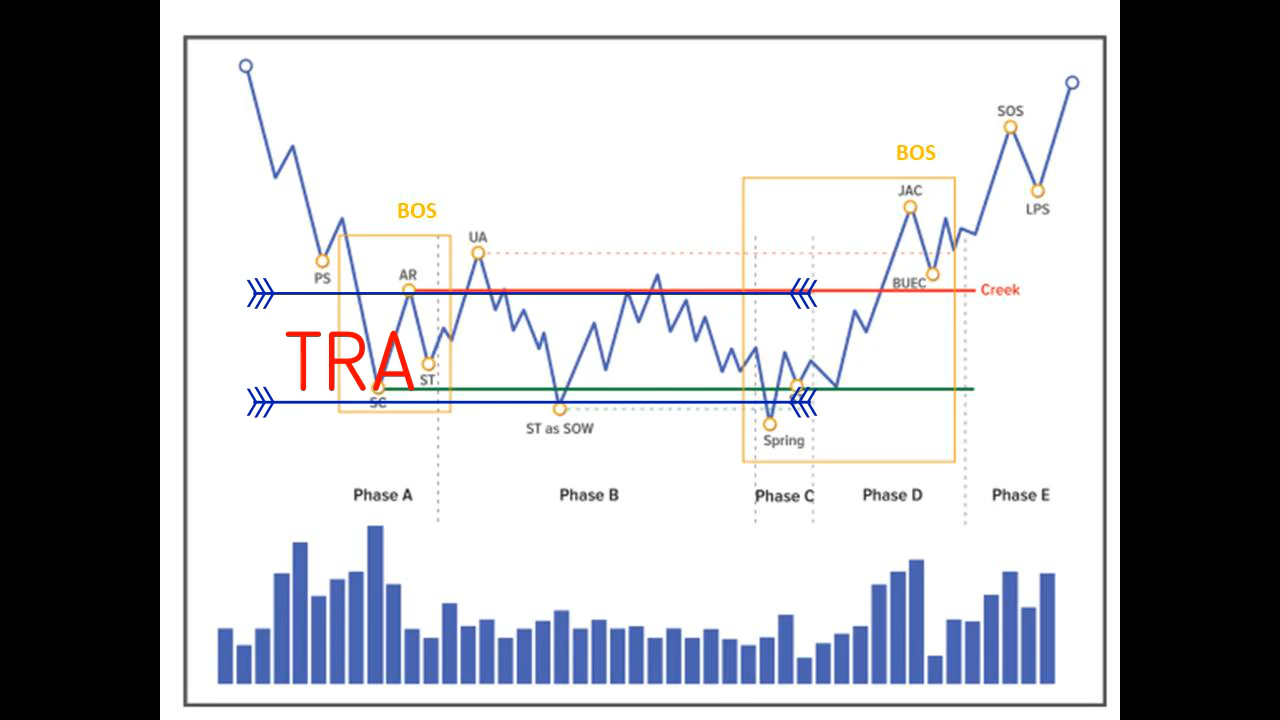 SOS
BOS
JAC
LPS
BOS
UA
PS
AR
BUEC
Creek
TRA
ST
SC
ST as SOW
Spring
Phase A
Phase B
Phase C
Phase D
Phase E